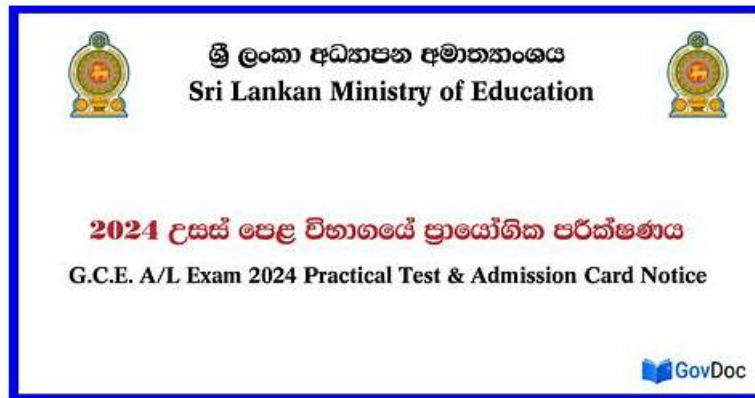 ශ්‍රී ලංකා අධ්‍යාපන අමාත්‍යාංශය
Sri Lankan Ministry of Education
2024 උසස් පෙළ විභාගයේ ප්‍රායෝගික පරීක්ෂණය
G.C.E. A/L Exam 2024 Practical Test & Admission Card Notice
GovDoc